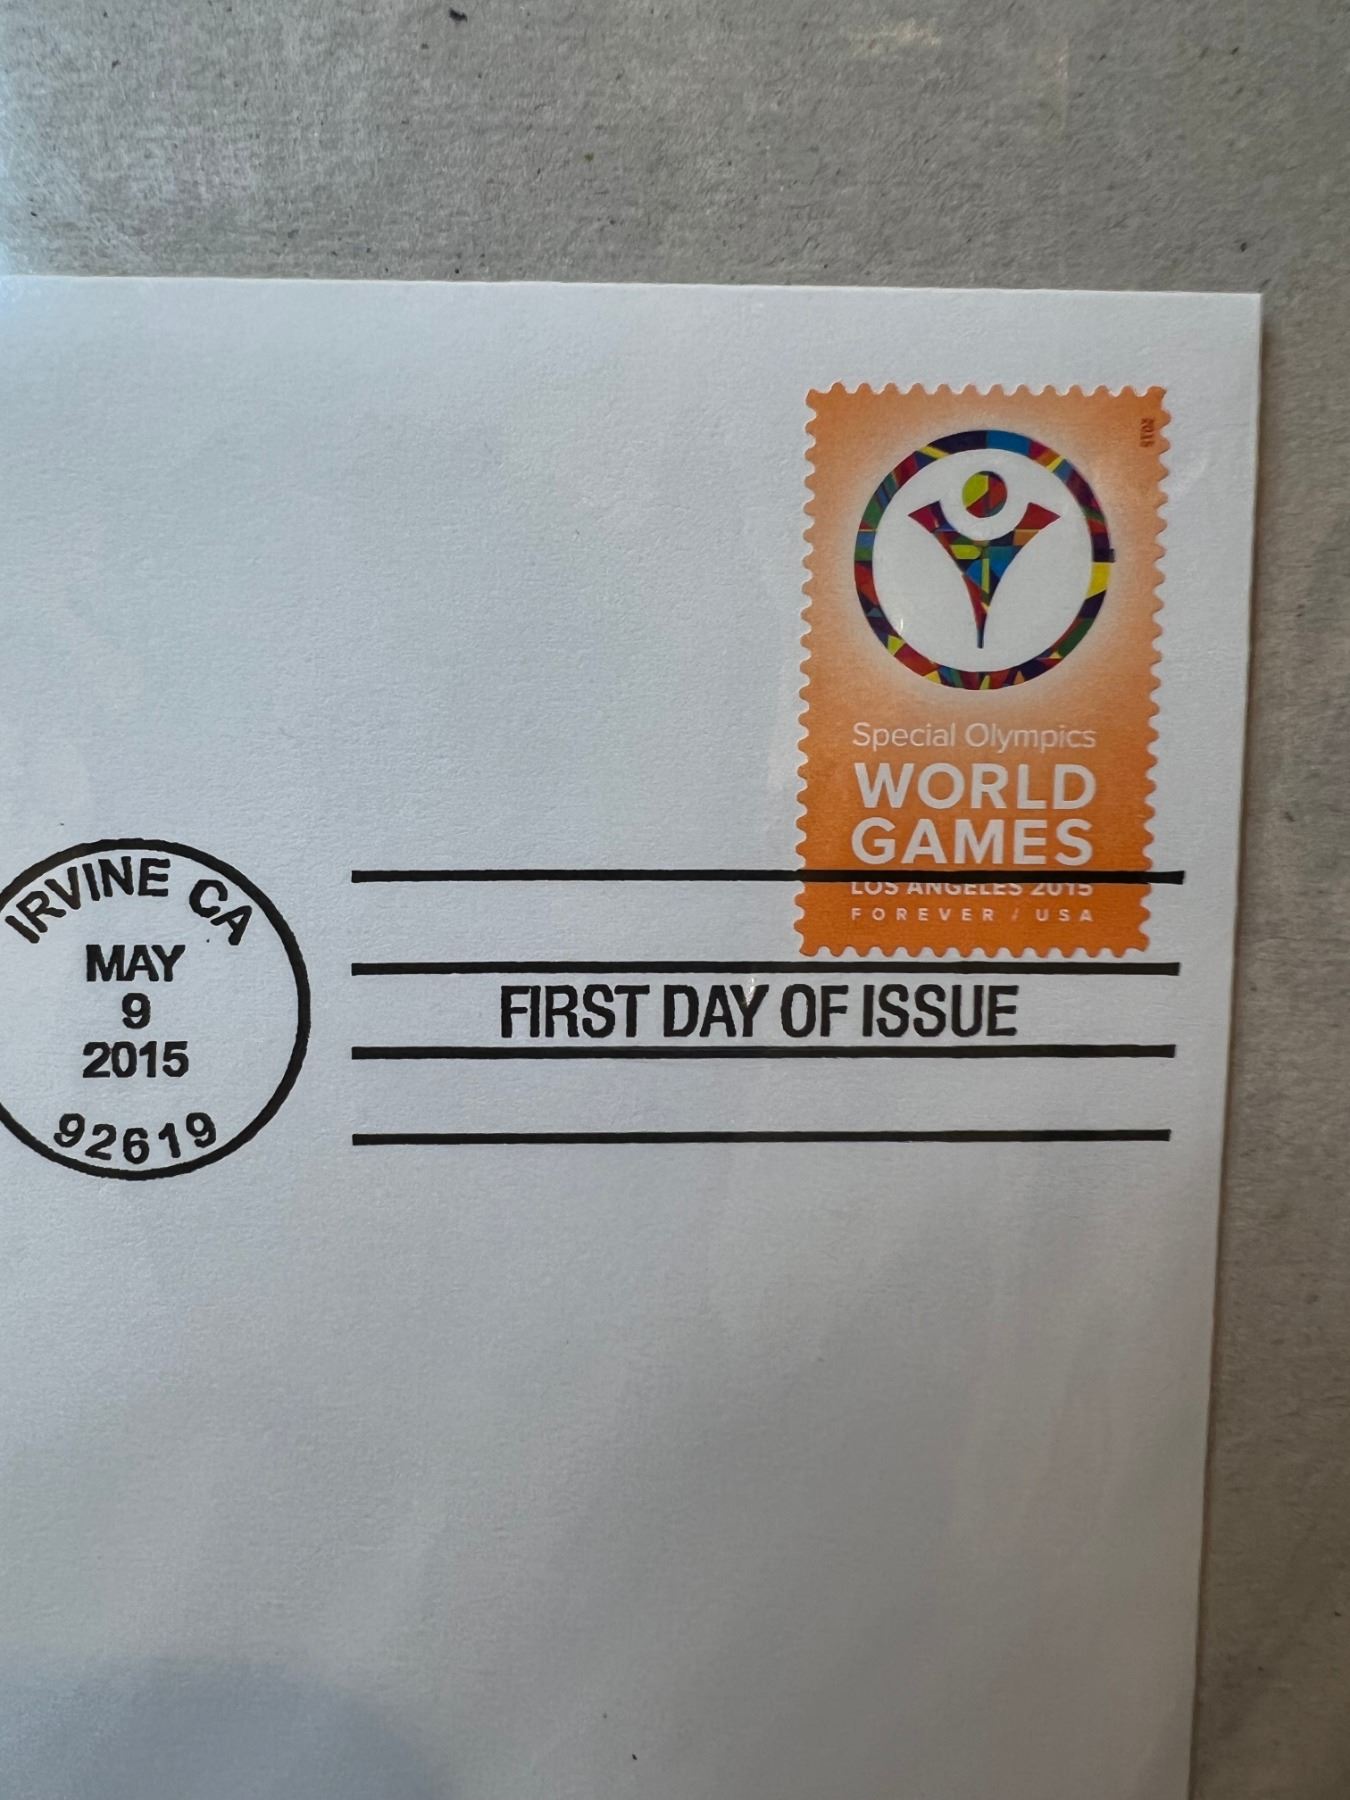 2015
Special Olympics
WORLD
GAMES
LOS ANGELES 2015
FOREVER / USA
IRVINE CA
MAY
9
2015
92619
FIRST DAY OF ISSUE